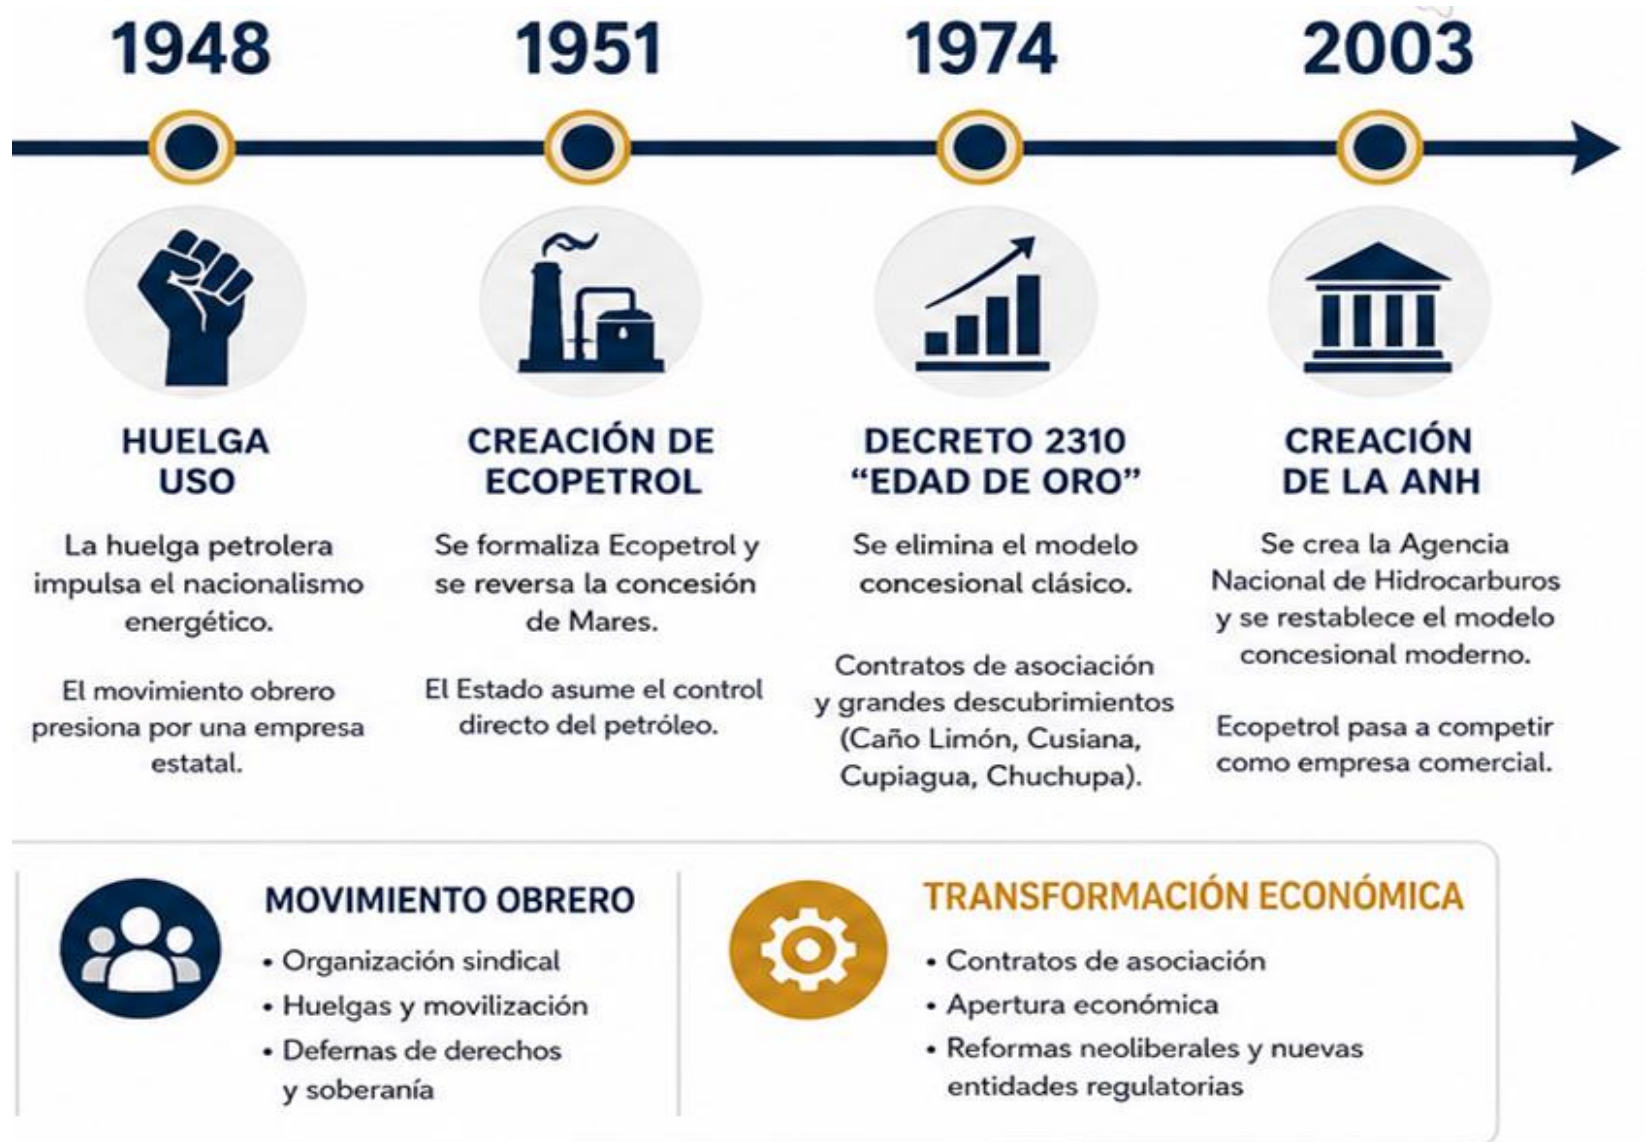 1948
1951
1974
2003
HUELGA
USO
La huelga petrolera
impulsa el nacionalismo
energético.
El movimiento obrero
presiona por una empresa
estatal.
CREACIÓN DE
ECOPETROL
Se formaliza Ecopetrol y
se reversa la concesión
de Mares.
El Estado asume el control
directo del petróleo.
DECRETO 2310
“EDAD DE ORO”
Se elimina el modelo
concesional clásico.
Contratos de asociación
y grandes descubrimientos
(Caño Limón, Cusiana,
Cupiagua, Chuchupa).
CREACIÓN
DE LA ANH
Se crea la Agencia
Nacional de Hidrocarburos
y se restablece el modelo
concesional moderno.
Ecopetrol pasa a competir
como empresa comercial.
MOVIMIENTO OBRERO
• Organización sindical
• Huelgas y movilización
• Defernas de derechos
y soberanía
TRANSFORMACIÓN ECONÓMICA
• Contratos de asociación
• Apertura económica
• Reformas neoliberales y nuevas
entidades regulatorias